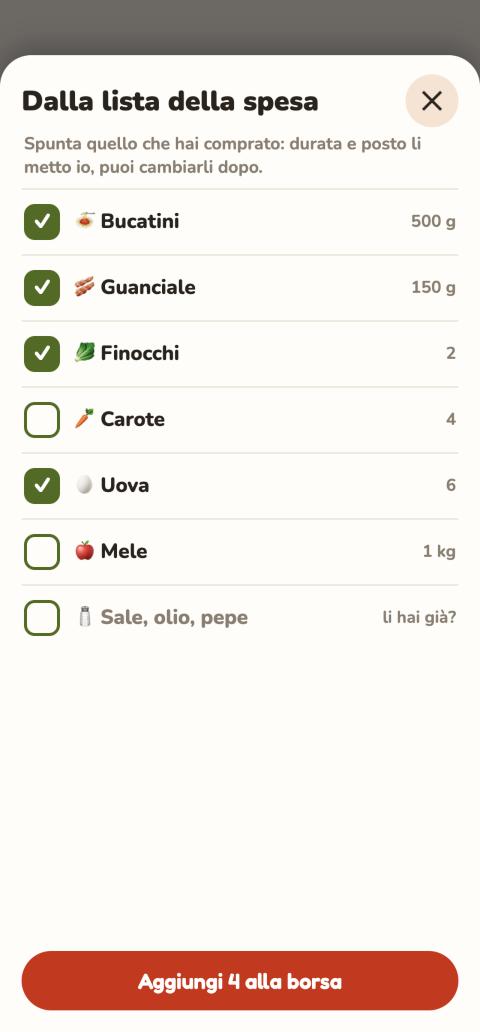 Dalla lista della spesa
Spunta quello che hai comprato: durata e posto li
metto io, puoi cambiarli dopo.
Bucatini 500 g
Guanciale 150 g
Finocchi 2
Carote 4
Uova 6
Mele 1 kg
Sale, olio, pepe li hai già?
Aggiungi 4 alla borsa